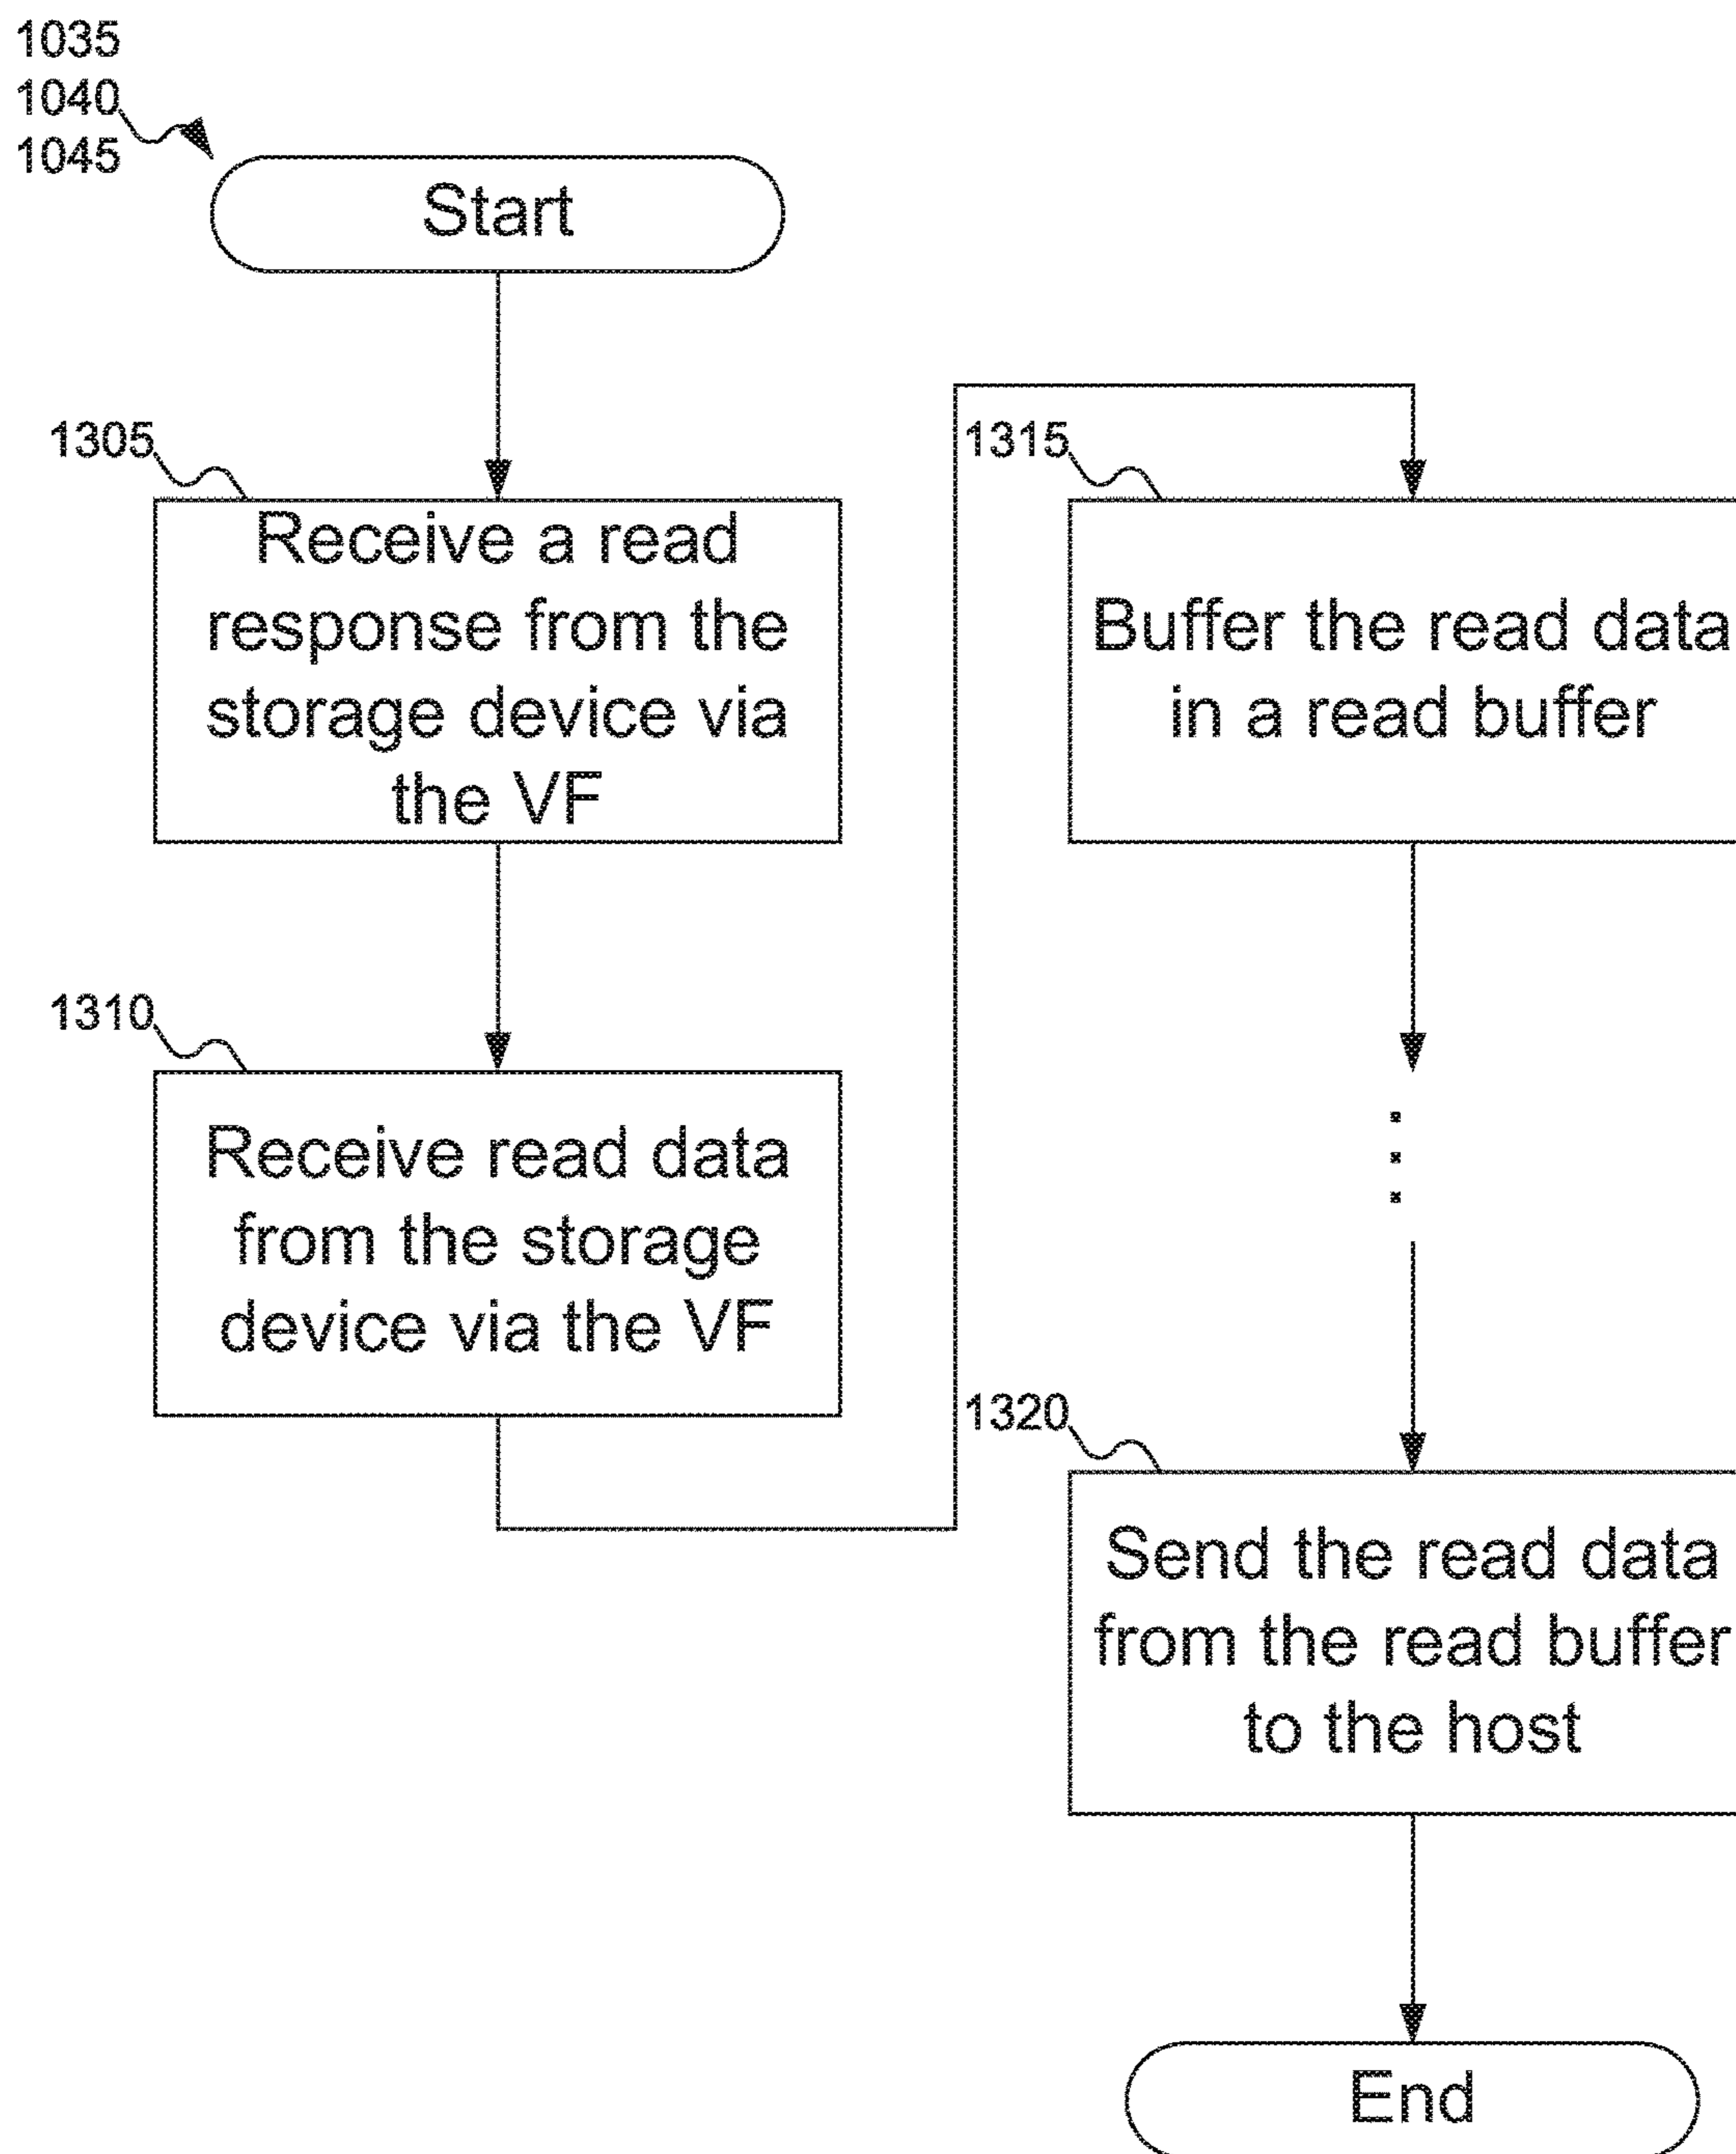 1035
1040
1045
Start
1305
Receive a read
response from the
storage device via
the VF
1310
Receive read data
from the storage
device via the VF
1315
Buffer the read data
in a read buffer
1320
Send the read data
from the read buffer
to the host
End